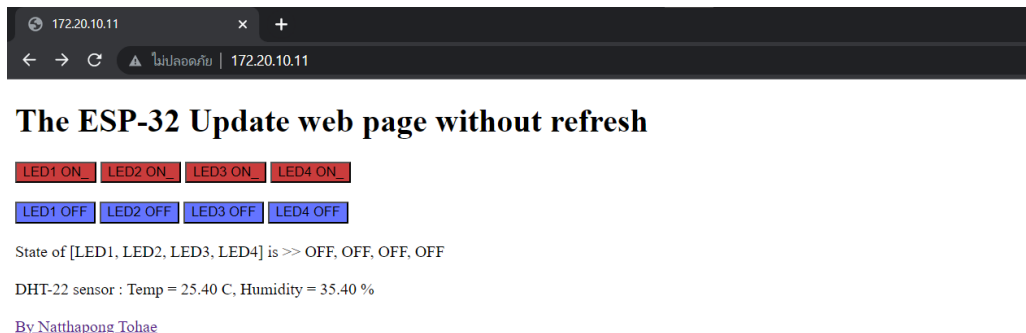 172.20.10.11
ไม่ปลอดภัย | 172.20.10.11
The ESP-32 Update web page without refresh
LED1 ON_ LED2 ON_ LED3 ON_ LED4 ON_
LED1 OFF LED2 OFF LED3 OFF LED4 OFF
State of [LED1, LED2, LED3, LED4] is >> OFF, OFF, OFF, OFF
DHT-22 sensor : Temp = 25.40 C, Humidity = 35.40 %
By Natthapong Tohae